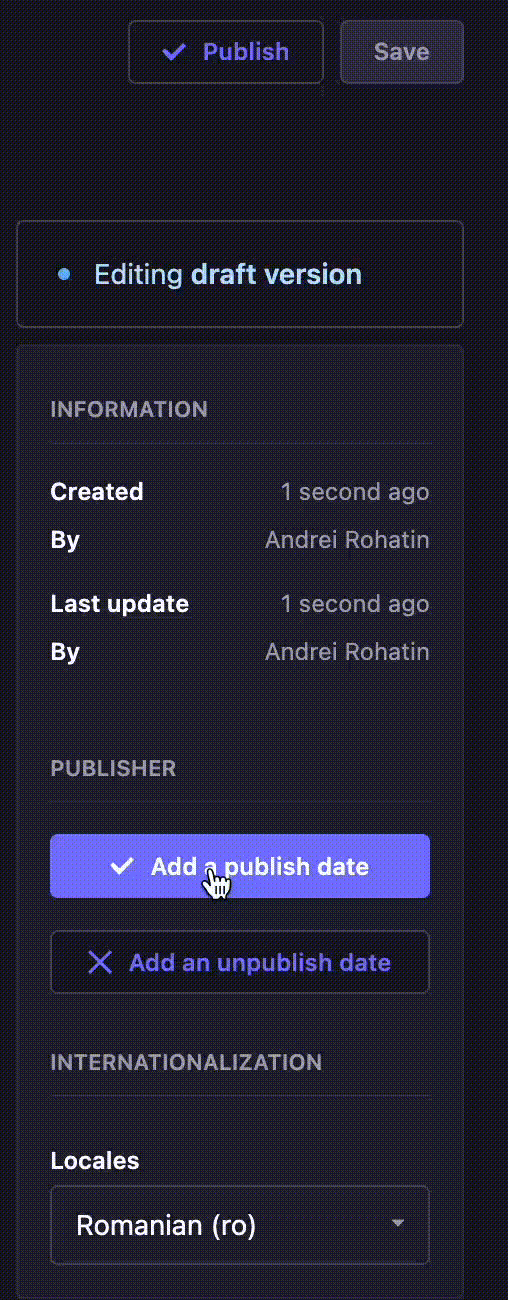 Publish
Save
Editing draft version
INFORMATION
Created 1 second ago
By Andrei Rohatin
Last update 1 second ago
By Andrei Rohatin
PUBLISHER
Add a publish date
Add an unpublish date
INTERNATIONALIZATION
Locales
Romanian (ro)